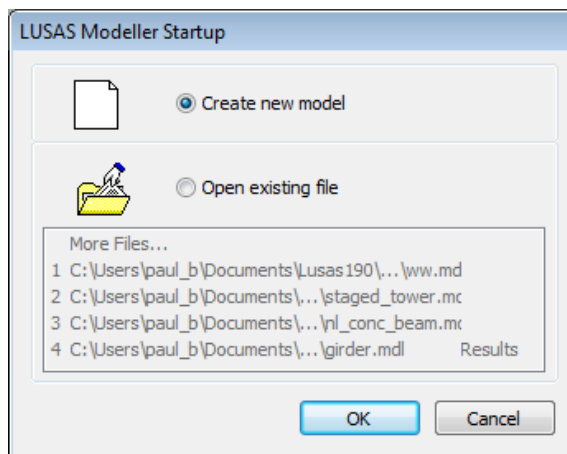 LUSAS Modeller Startup
Create new model
Open existing file
More Files...
1 C:\Users\paul_b\Documents\Lusas190\...\ww.md
2 C:\Users\paul_b\Documents\...\staged_tower.mc
3 C:\Users\paul_b\Documents\...\nl_conc_beam.mc
4 C:\Users\paul_b\Documents\...\girder.mdl Results
OK Cancel